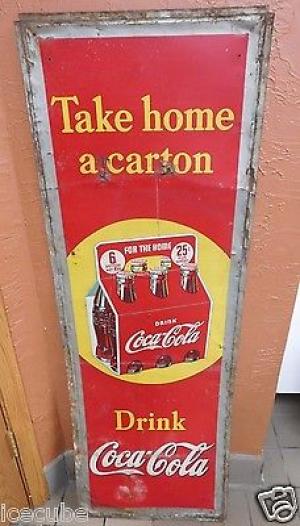 Take home
a carton
FOR THE HOME
6
25¢
DRINK
Coca-Cola
Drink
Coca-Cola
icecube